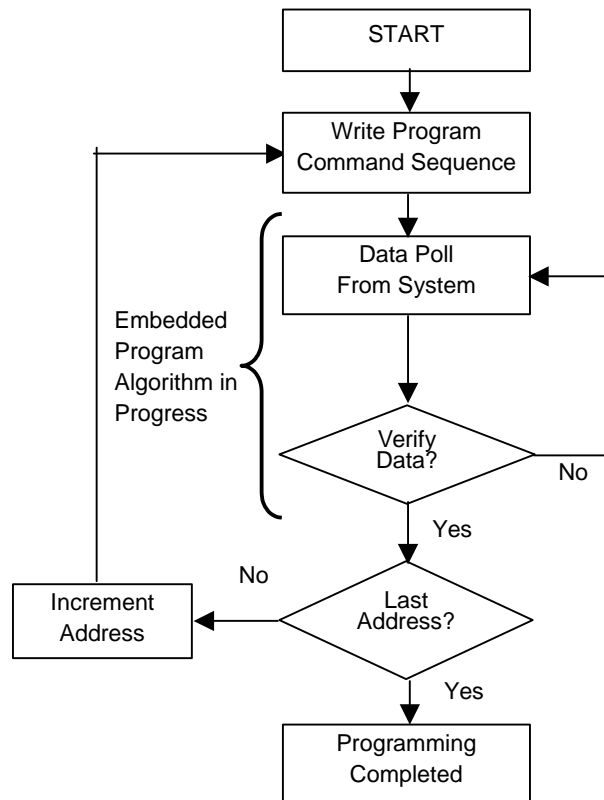 START
Write Program
Command Sequence
Data Poll
From System
Embedded
Program
Algorithm in
Progress
Verify
Data?
No
Yes
No
Increment
Address
Last
Address?
Yes
Programming
Completed